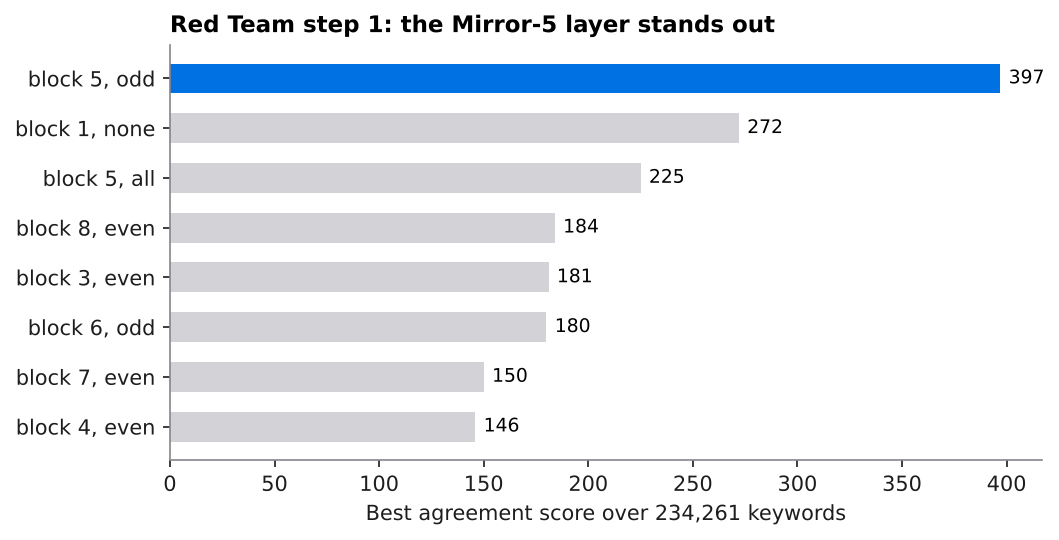 Red Team step 1: the Mirror-5 layer stands out
block 5, odd 397
block 1, none 272
block 5, all 225
block 8, even 184
block 3, even 181
block 6, odd 180
block 7, even 150
block 4, even 146
0 50 100 150 200 250 300 350 400
Best agreement score over 234,261 keywords